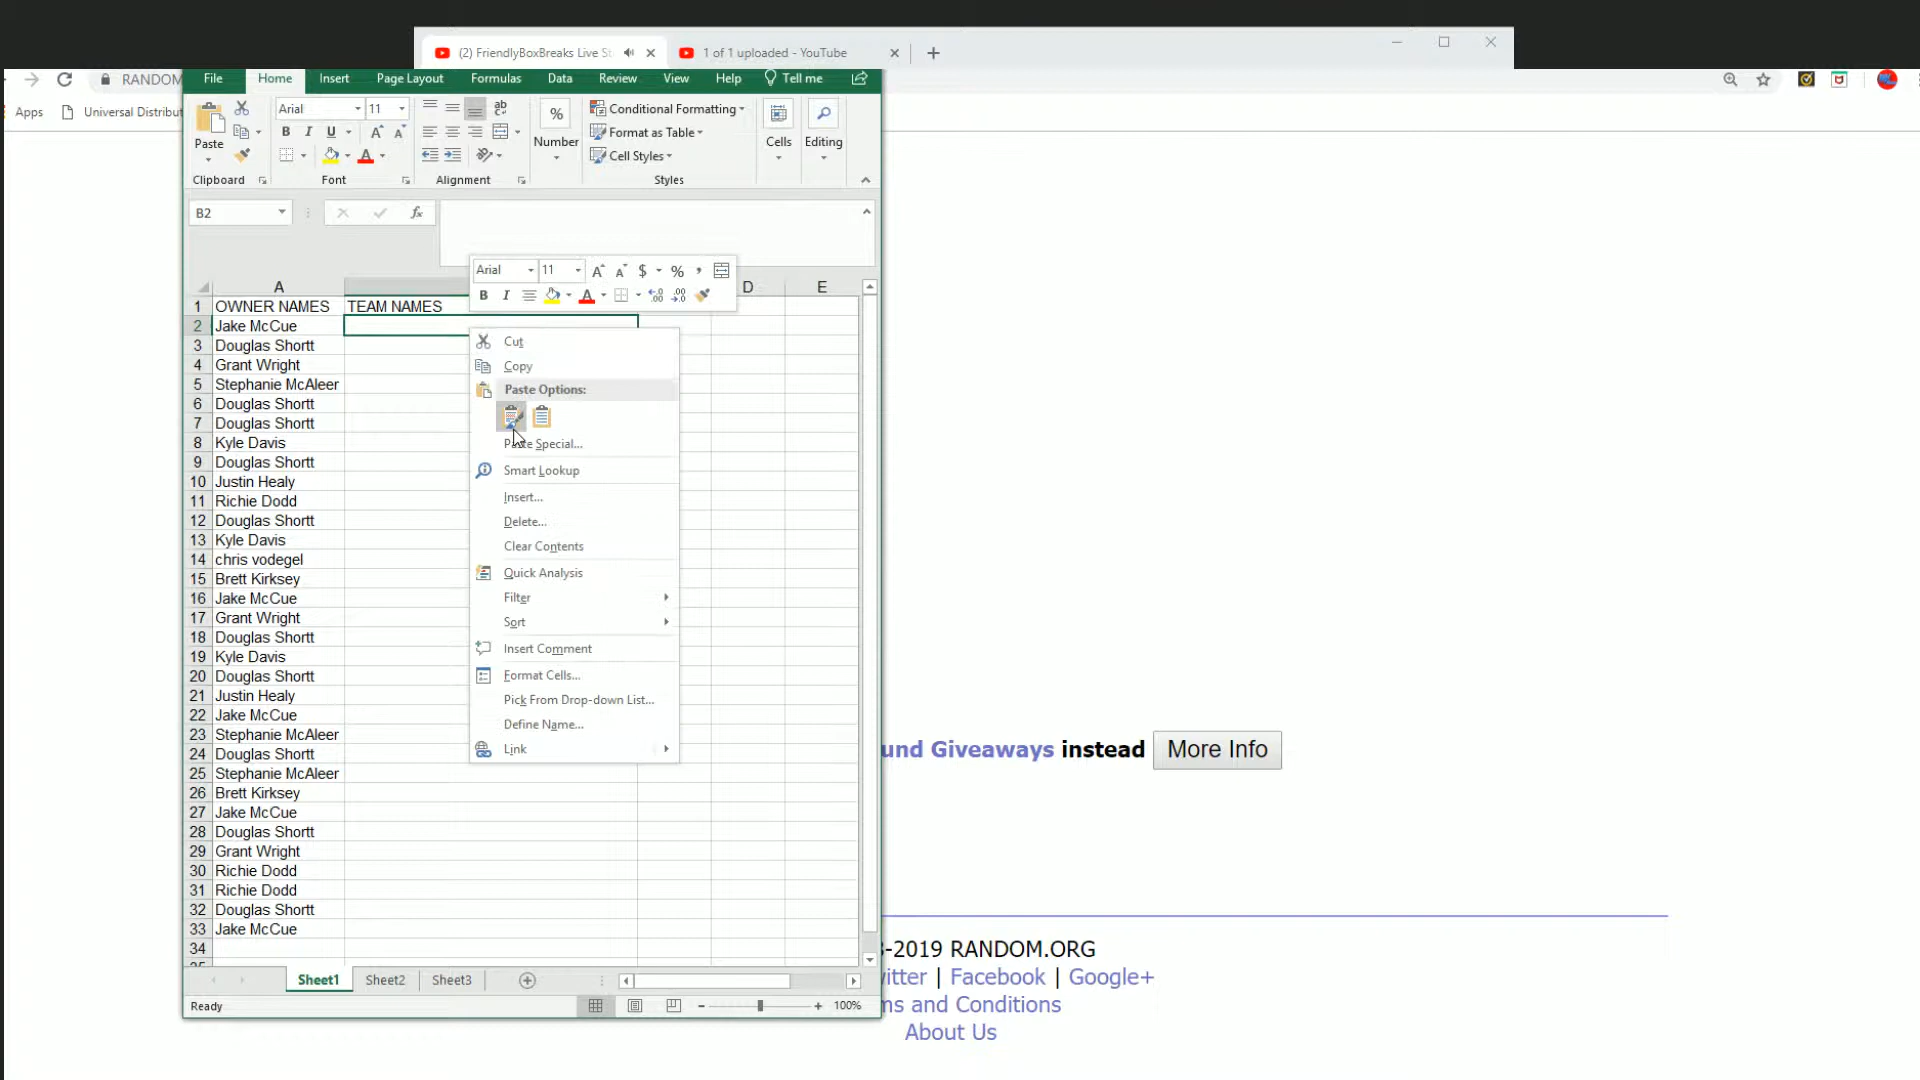 (2) FriendlyBoxBreaks Live St
1 of 1 uploaded - YouTube
RANDOM
Apps
Universal Distribut
File Home Insert Page Layout Formulas Data Review View Help Tell me
Arial 11
Paste
B I U
%
Number
Conditional Formatting
Format as Table
Cell Styles
Cells
Editing
Clipboard Font Alignment Styles
B2
fx
Arial 11 $ % ,
B I
A D E
1 OWNER NAMES TEAM NAMES
2 Jake McCue
3 Douglas Shortt
4 Grant Wright
5 Stephanie McAleer
6 Douglas Shortt
7 Douglas Shortt
8 Kyle Davis
9 Douglas Shortt
10 Justin Healy
11 Richie Dodd
12 Douglas Shortt
13 Kyle Davis
14 chris vodegel
15 Brett Kirksey
16 Jake McCue
17 Grant Wright
18 Douglas Shortt
19 Kyle Davis
20 Douglas Shortt
21 Justin Healy
22 Jake McCue
23 Stephanie McAleer
24 Douglas Shortt
25 Stephanie McAleer
26 Brett Kirksey
27 Jake McCue
28 Douglas Shortt
29 Grant Wright
30 Richie Dodd
31 Richie Dodd
32 Douglas Shortt
33 Jake McCue
34
Cut
Copy
Paste Options:
Special...
Smart Lookup
Insert...
Delete...
Clear Contents
Quick Analysis
Filter
Sort
Insert Comment
Format Cells...
Pick From Drop-down List...
Define Name...
Link
Sheet1 Sheet2 Sheet3
Ready
100%
und Giveaways instead More Info
-2019 RANDOM.ORG
itter | Facebook | Google+
ms and Conditions
About Us